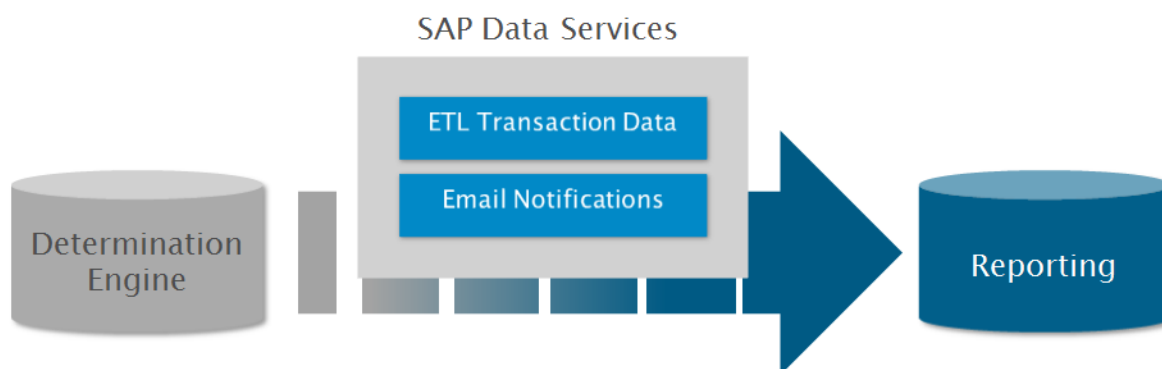 SAP Data Services
ETL Transaction Data
Email Notifications
Determination
Engine
Reporting